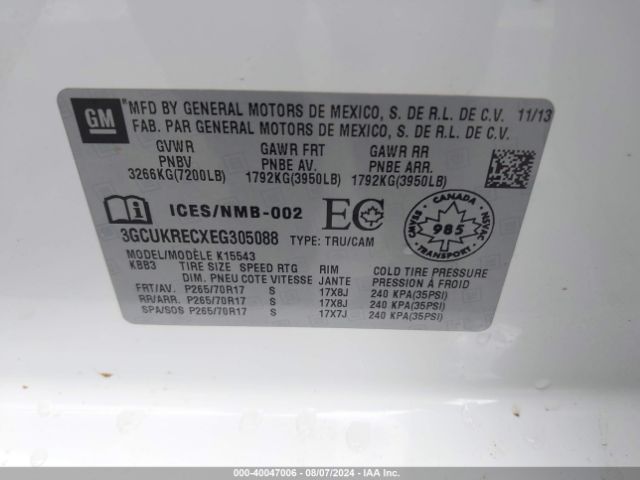 GM
MFD BY GENERAL MOTORS DE MEXICO, S. DE R.L. DE C.V. 11/13
FAB. PAR GENERAL MOTORS DE MEXICO, S. DE R.L. DE C.V.
GVWR GAWR FRT GAWR RR
PNBV PNBE AV. PNBE ARR.
3266KG(7200LB) 1792KG(3950LB) 1792KG(3950LB)
ICES/NMB-002 EC CANADA CMVSS NSVAC 985 TRANSPORT
3GCUKRECXEG305088 TYPE: TRU/CAM
MODEL/MODÈLE K15543
KBB3 TIRE SIZE SPEED RTG RIM COLD TIRE PRESSURE
DIM. PNEU COTE VITESSE JANTE PRESSION À FROID
FRT/AV. P265/70R17 S 17X8J 240 KPA(35PSI)
RR/ARR. P265/70R17 S 17X8J 240 KPA(35PSI)
SPA/SOS P265/70R17 S 17X7J 240 KPA(35PSI)
000-40047006 - 08/07/2024 - IAA Inc.